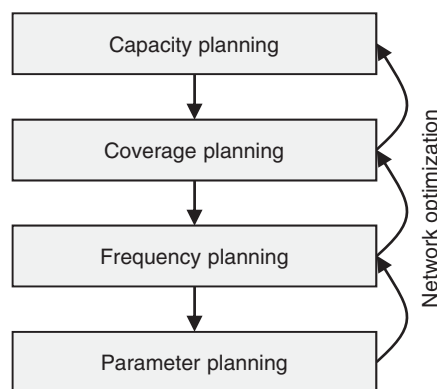 Capacity planning
Coverage planning
Frequency planning
Parameter planning
Network optimization